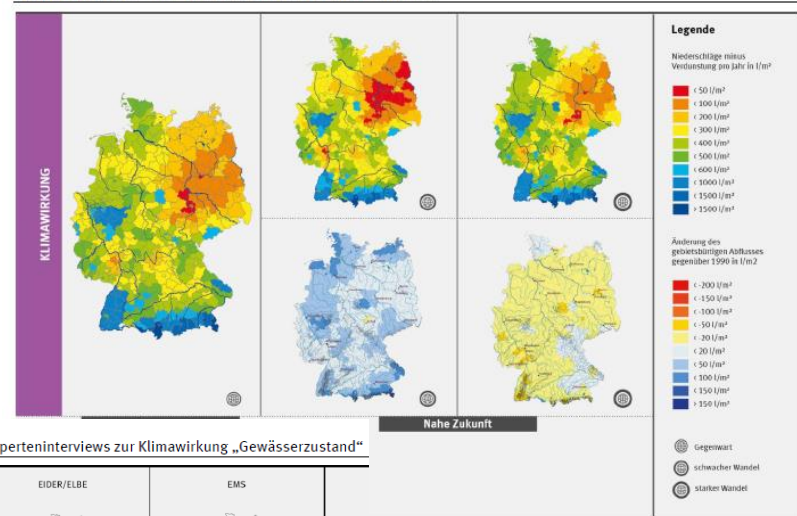 KLIMAWIRKUNG
Legende
Niederschläge minus
Verdunstung pro Jahr in l/m²
< 50 l/m²
< 100 l/m²
< 200 l/m²
< 300 l/m²
< 400 l/m²
< 500 l/m²
< 600 l/m²
< 1000 l/m²
< 1500 l/m²
> 1500 l/m²
Änderung des
gebietsbürtigen Abflusses
gegenüber 1990 in l/m2
< -200 l/m²
< -150 l/m²
< -100 l/m²
< -50 l/m²
< -20 l/m²
< 20 l/m²
< 50 l/m²
< 100 l/m²
< 150 l/m²
> 150 l/m²
Gegenwart
schwacher Wandel
starker Wandel
Nahe Zukunft
perteninterviews zur Klimawirkung „Gewässerzustand“
EIDER/ELBE
EMS